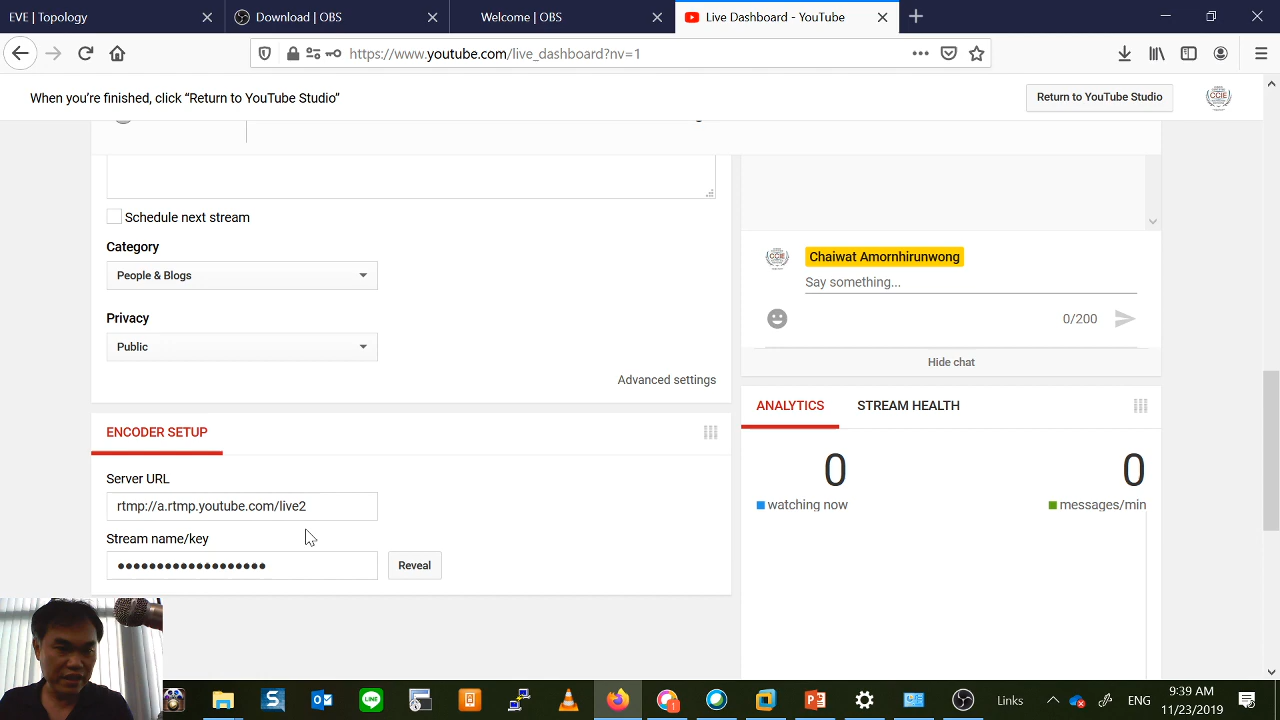 EVE | Topology
Download | OBS
Welcome | OBS
Live Dashboard - YouTube
https://www.youtube.com/live_dashboard?nv=1
When you're finished, click “Return to YouTube Studio”
Return to YouTube Studio
Schedule next stream
Category
People & Blogs
Privacy
Public
Advanced settings
ENCODER SETUP
Server URL
rtmp://a.rtmp.youtube.com/live2
Stream name/key
••••••••••••••••••• Reveal
Chaiwat Amornhirunwong
Say something...
0/200
Hide chat
ANALYTICS STREAM HEALTH
0 0
watching now messages/min
Links
ENG
9:39 AM
11/23/2019